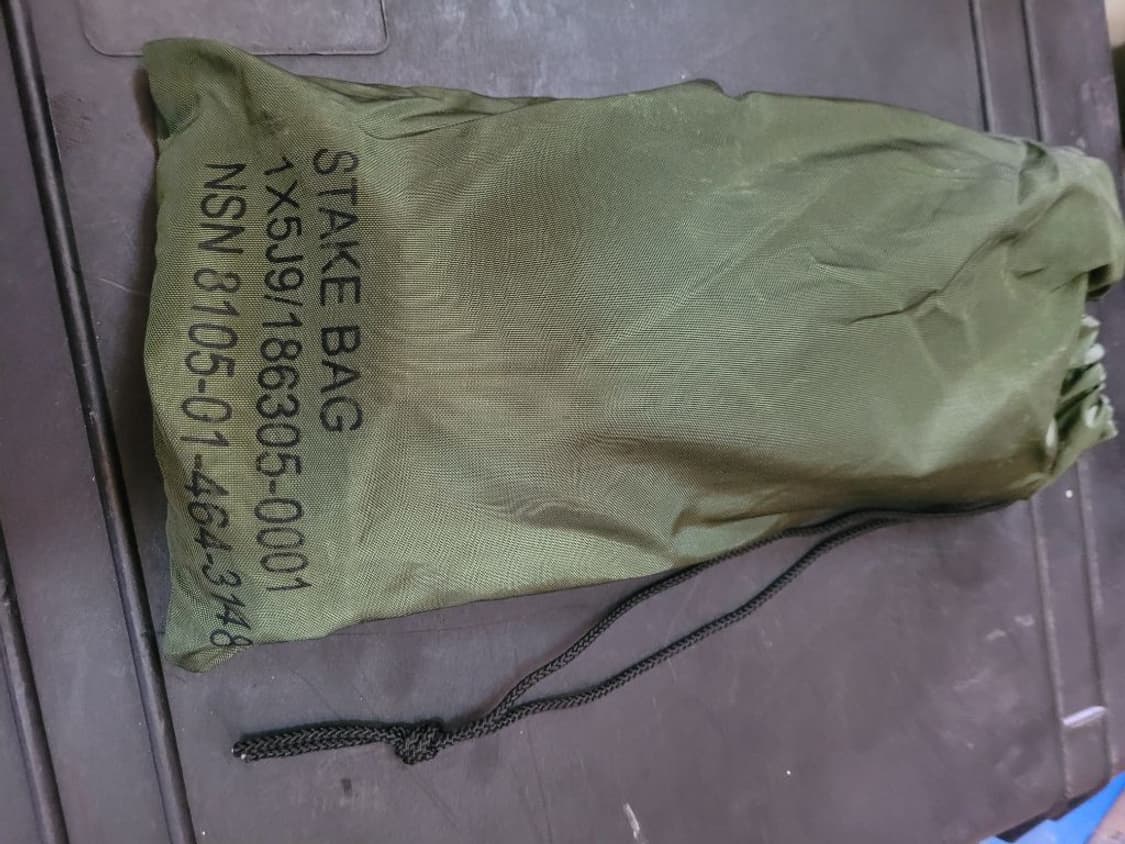 STAKE BAG
1X5J9/186305-0001
NSN 8105-01-464-3148